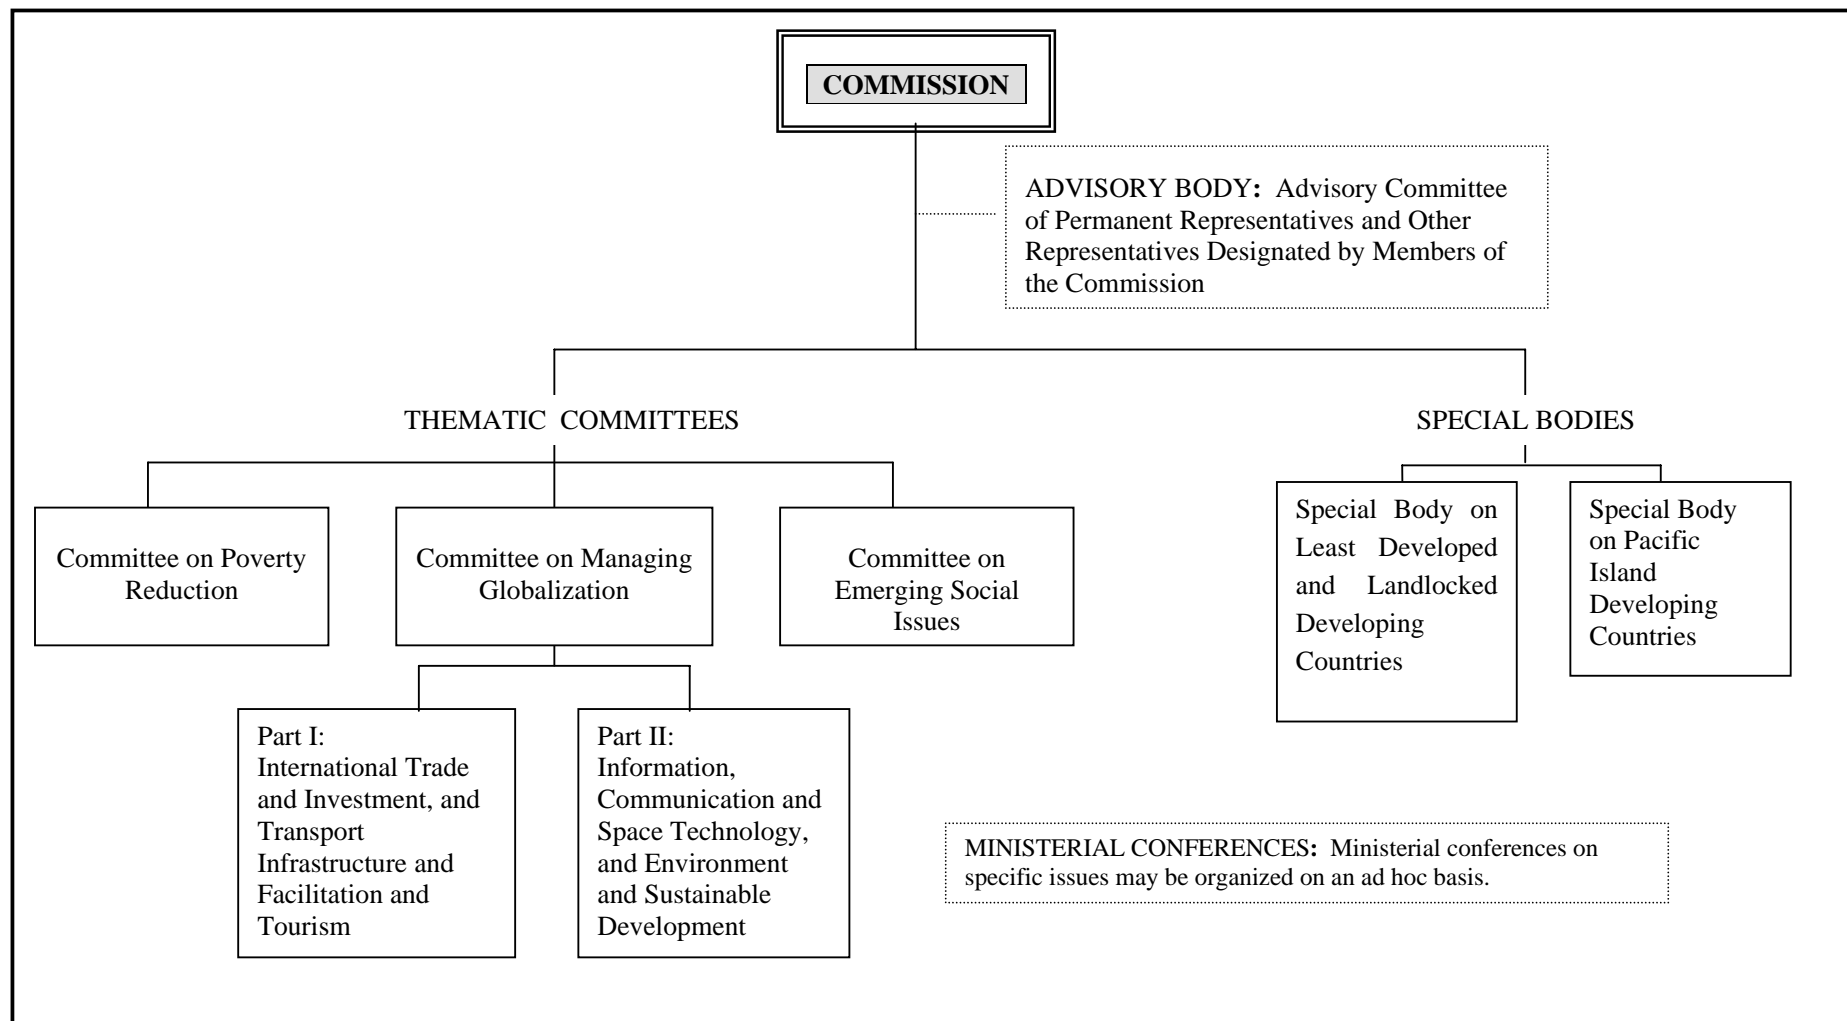 COMMISSION
ADVISORY BODY:  Advisory Committee
of Permanent Representatives and Other
Representatives Designated by Members of
the Commission
THEMATIC  COMMITTEES
SPECIAL BODIES
Committee on Poverty
Reduction
Committee on Managing
Globalization
Committee on
Emerging Social
Issues
Special Body on
Least Developed
and Landlocked
Developing
Countries
Special Body
on Pacific
Island
Developing
Countries
Part I:
International Trade
and Investment, and
Transport
Infrastructure and
Facilitation and
Tourism
Part II:
Information,
Communication and
Space Technology,
and Environment
and Sustainable
Development
MINISTERIAL CONFERENCES:  Ministerial conferences on
specific issues may be organized on an ad hoc basis.